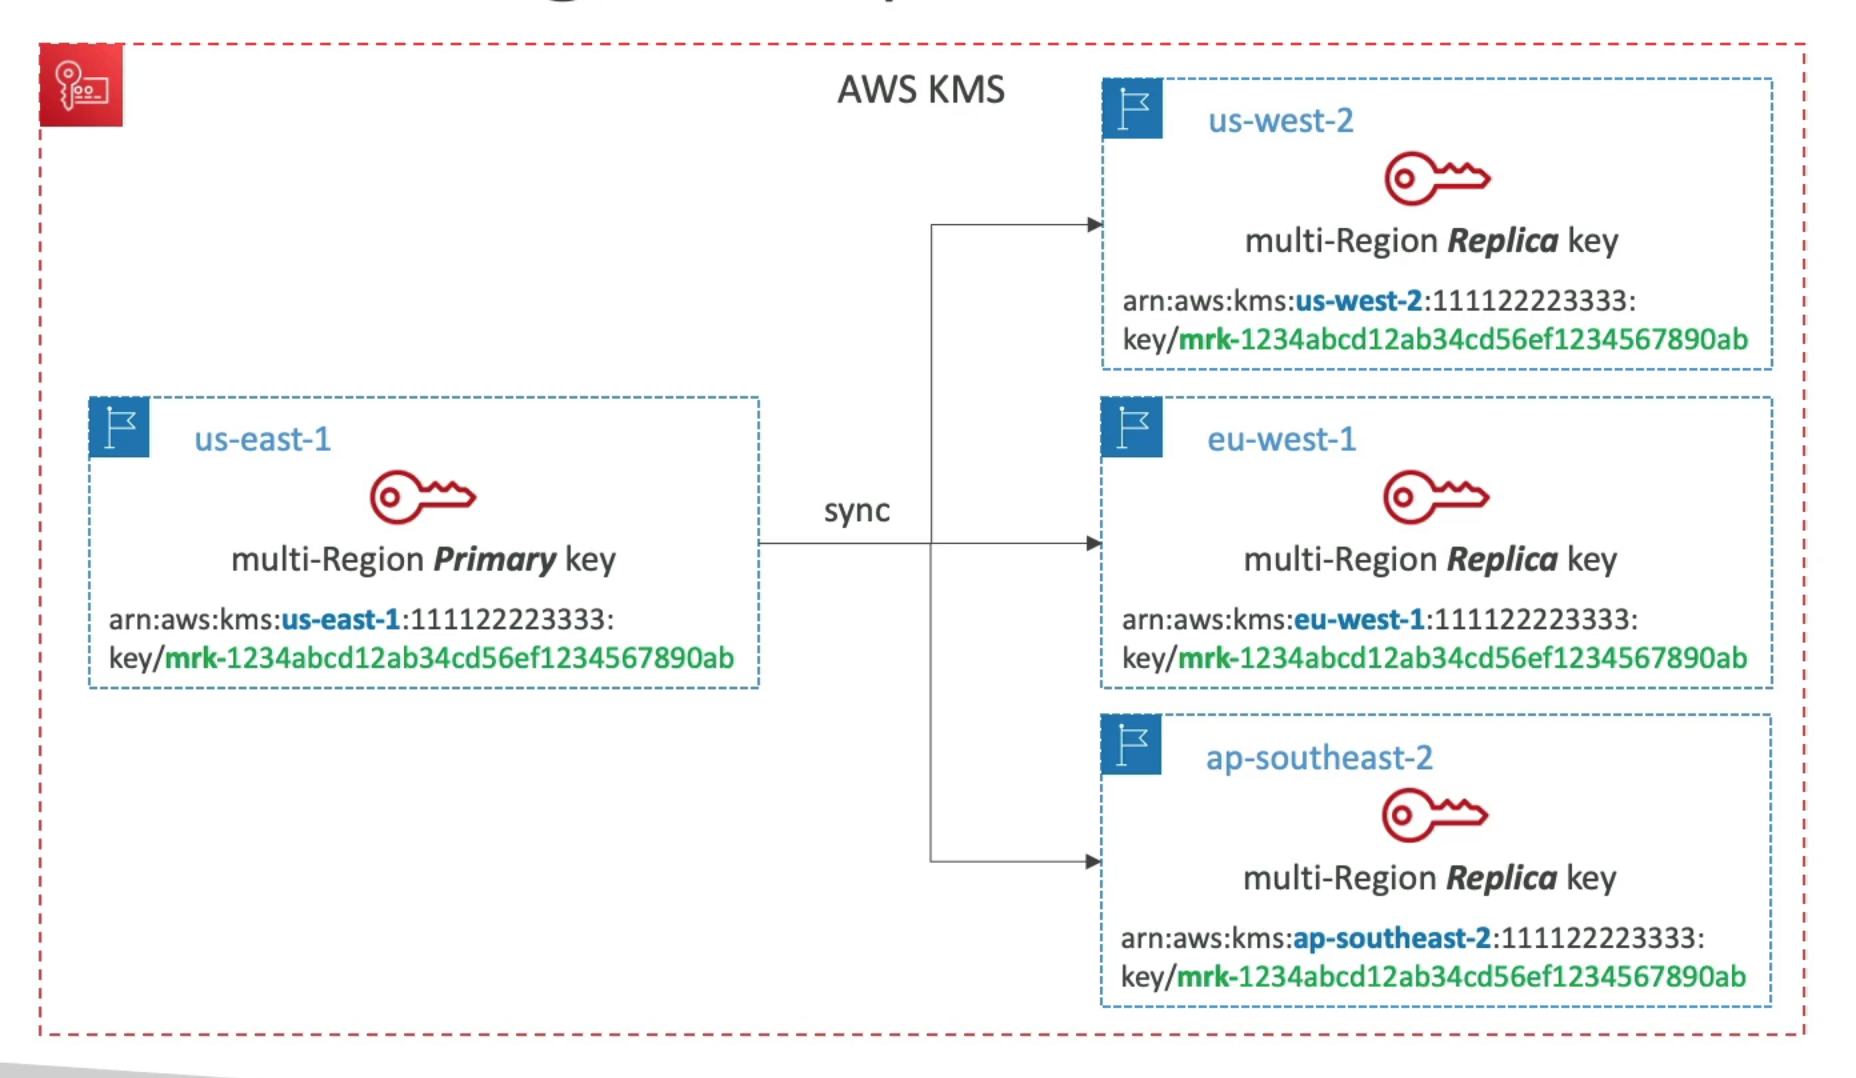 AWS KMS
us-west-2
multi-Region Replica key
arn:aws:kms:us-west-2:111122223333:
key/mrk-1234abcd12ab34cd56ef1234567890ab
us-east-1
multi-Region Primary key
arn:aws:kms:us-east-1:111122223333:
key/mrk-1234abcd12ab34cd56ef1234567890ab
sync
eu-west-1
multi-Region Replica key
arn:aws:kms:eu-west-1:111122223333:
key/mrk-1234abcd12ab34cd56ef1234567890ab
ap-southeast-2
multi-Region Replica key
arn:aws:kms:ap-southeast-2:111122223333:
key/mrk-1234abcd12ab34cd56ef1234567890ab